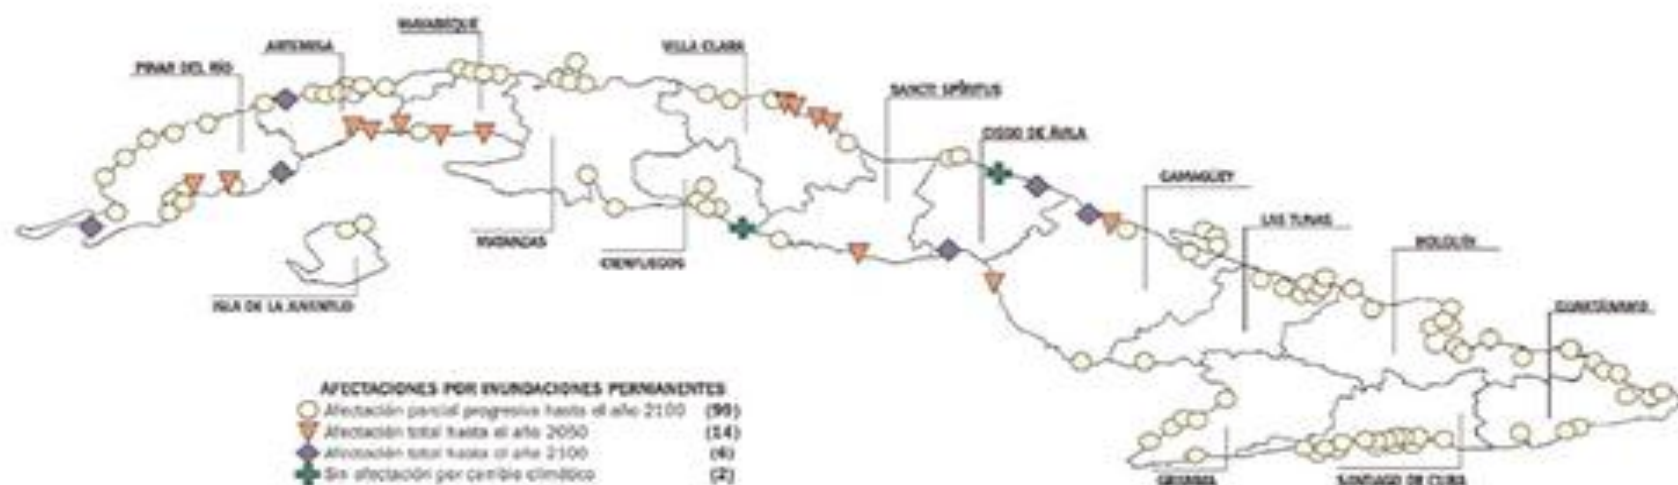 MAYABEQUE
ARTEMISA
VILLA CLARA
PINAR DEL RÍO
SANCTI SPÍRITUS
CIEGO DE ÁVILA
CAMAGÜEY
LAS TUNAS
HOLGUÍN
MATANZAS
CIENFUEGOS
ISLA DE LA JUVENTUD
GUANTÁNAMO
AFECTACIONES POR INUNDACIONES PERMANENTES
Afectación parcial progresiva hasta el año 2100 (99)
Afectación total hasta el año 2050 (14)
Afectación total hasta el año 2100 (6)
Sin afectación por cambio climático (2)
GRANMA
SANTIAGO DE CUBA